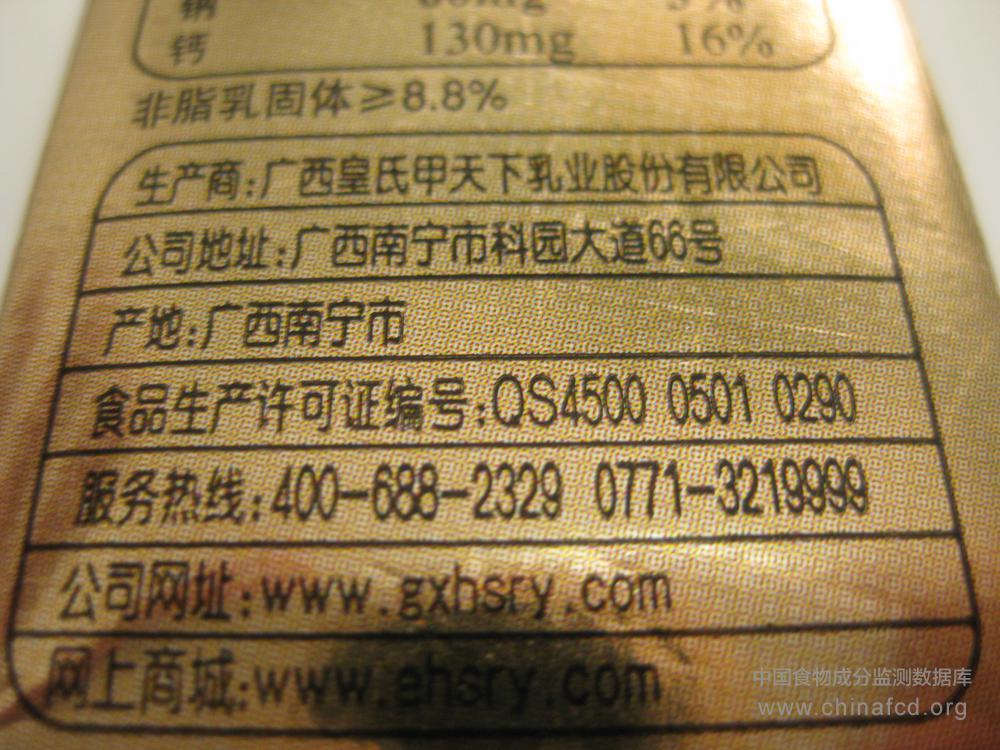 钙 130mg 16%
非脂乳固体≥8.8%
生产商:广西皇氏甲天下乳业股份有限公司
公司地址:广西南宁市科园大道66号
产地:广西南宁市
食品生产许可证编号:QS4500 0501 0290
服务热线:400-688-2329 0771-3219999
公司网址:www.gxhsry.com
网上商城:www.ehsry.com
中国食物成分监测数据库
www.chinafcd.org